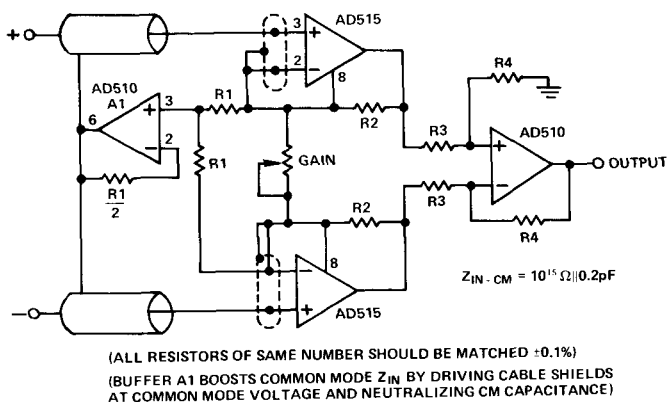 +
AD515
3
+
2
−
8
AD510
A1
6
+
3
−
2
R1
R1
R1
2
R2
GAIN
R4
R3
AD510
+
−
OUTPUT
R3
R4
R2
8
−
+
AD515
−
Z_IN-CM = 10^15 Ω||0.2pF
(ALL RESISTORS OF SAME NUMBER SHOULD BE MATCHED ±0.1%)
(BUFFER A1 BOOSTS COMMON MODE Z_IN BY DRIVING CABLE SHIELDS
AT COMMON MODE VOLTAGE AND NEUTRALIZING CM CAPACITANCE)